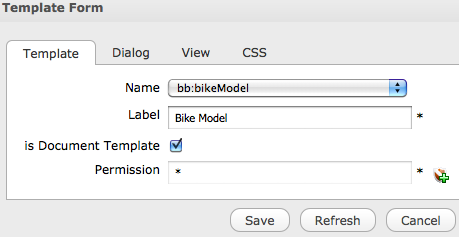 Template Form
Template Dialog View CSS
Name bb:bikeModel
Label Bike Model *
is Document Template
Permission * *
Save Refresh Cancel